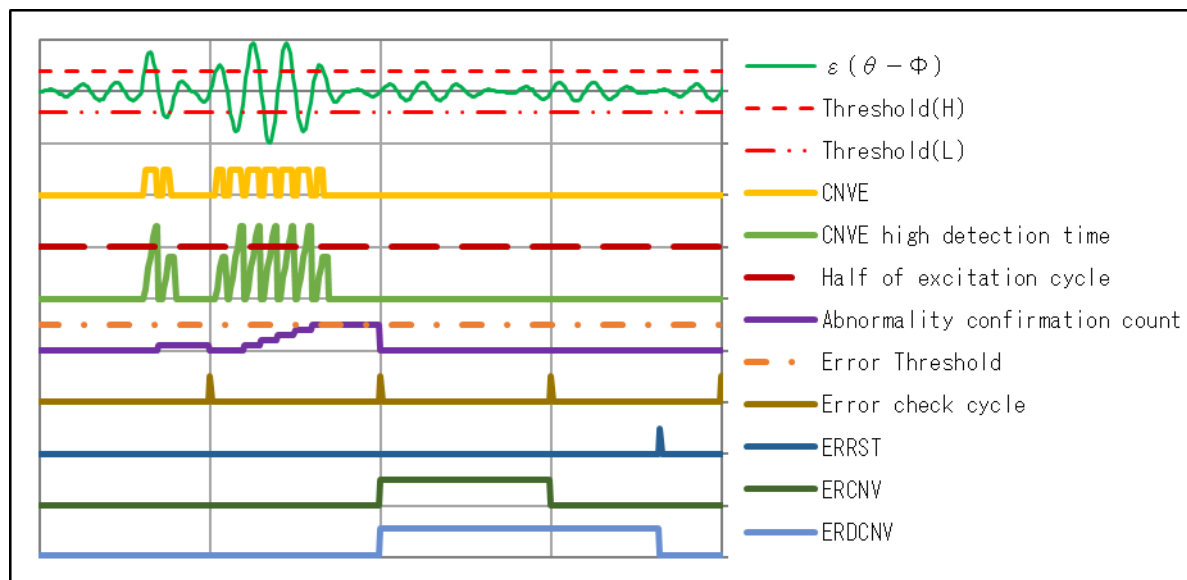 ε(θ-Φ)
Threshold(H)
Threshold(L)
CNVE
CNVE high detection time
Half of excitation cycle
Abnormality confirmation count
Error Threshold
Error check cycle
ERRST
ERCNV
ERDCNV